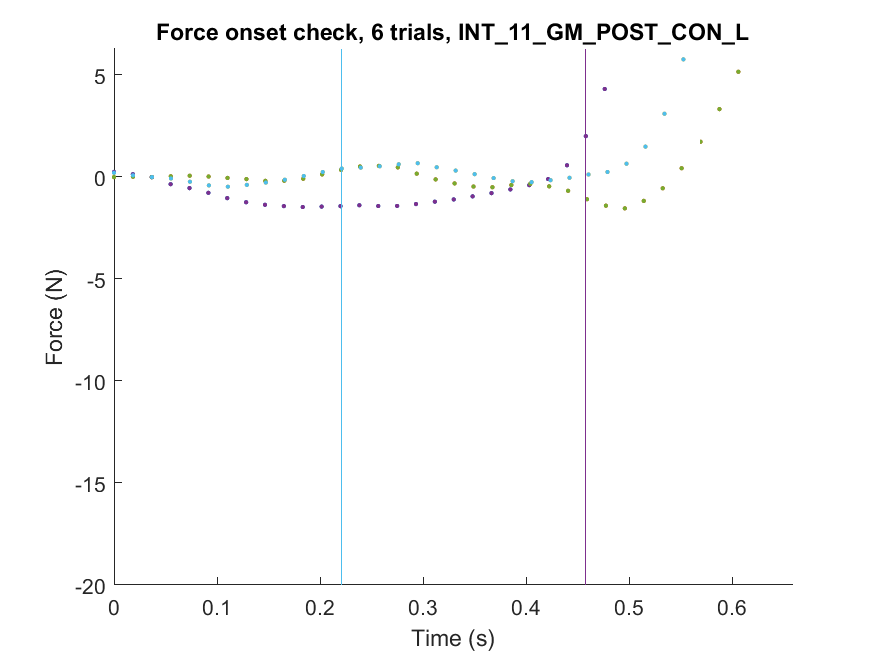 Force onset check, 6 trials, INT_11_GM_POST_CON_L
5
0
-5
-10
-15
-20
Force (N)
0 0.1 0.2 0.3 0.4 0.5 0.6
Time (s)